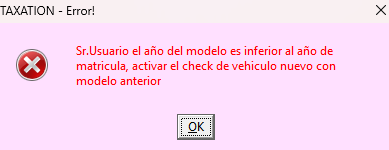 TAXATION - Error!
Sr.Usuario el año del modelo es inferior al año de
matricula, activar el check de vehiculo nuevo con
modelo anterior
OK